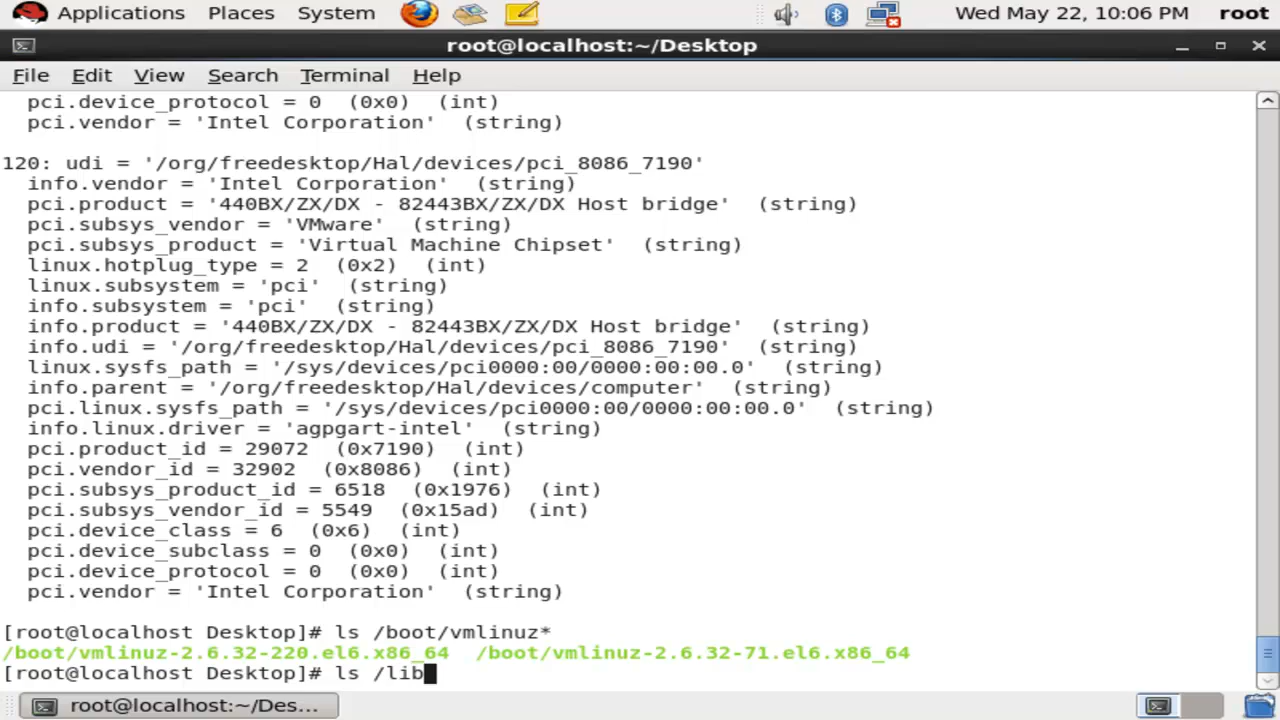 Applications Places System Wed May 22, 10:06 PM root
root@localhost:~/Desktop
File Edit View Search Terminal Help
pci.device_protocol = 0 (0x0) (int)
pci.vendor = 'Intel Corporation' (string)
120: udi = '/org/freedesktop/Hal/devices/pci_8086_7190'
info.vendor = 'Intel Corporation' (string)
pci.product = '440BX/ZX/DX - 82443BX/ZX/DX Host bridge' (string)
pci.subsys_vendor = 'VMware' (string)
pci.subsys_product = 'Virtual Machine Chipset' (string)
linux.hotplug_type = 2 (0x2) (int)
linux.subsystem = 'pci' (string)
info.subsystem = 'pci' (string)
info.product = '440BX/ZX/DX - 82443BX/ZX/DX Host bridge' (string)
info.udi = '/org/freedesktop/Hal/devices/pci_8086_7190' (string)
linux.sysfs_path = '/sys/devices/pci0000:00/0000:00:00.0' (string)
info.parent = '/org/freedesktop/Hal/devices/computer' (string)
pci.linux.sysfs_path = '/sys/devices/pci0000:00/0000:00:00.0' (string)
info.linux.driver = 'agpgart-intel' (string)
pci.product_id = 29072 (0x7190) (int)
pci.vendor_id = 32902 (0x8086) (int)
pci.subsys_product_id = 6518 (0x1976) (int)
pci.subsys_vendor_id = 5549 (0x15ad) (int)
pci.device_class = 6 (0x6) (int)
pci.device_subclass = 0 (0x0) (int)
pci.device_protocol = 0 (0x0) (int)
pci.vendor = 'Intel Corporation' (string)
[root@localhost Desktop]# ls /boot/vmlinuz*
/boot/vmlinuz-2.6.32-220.el6.x86_64 /boot/vmlinuz-2.6.32-71.el6.x86_64
[root@localhost Desktop]# ls /lib
root@localhost:~/Des...